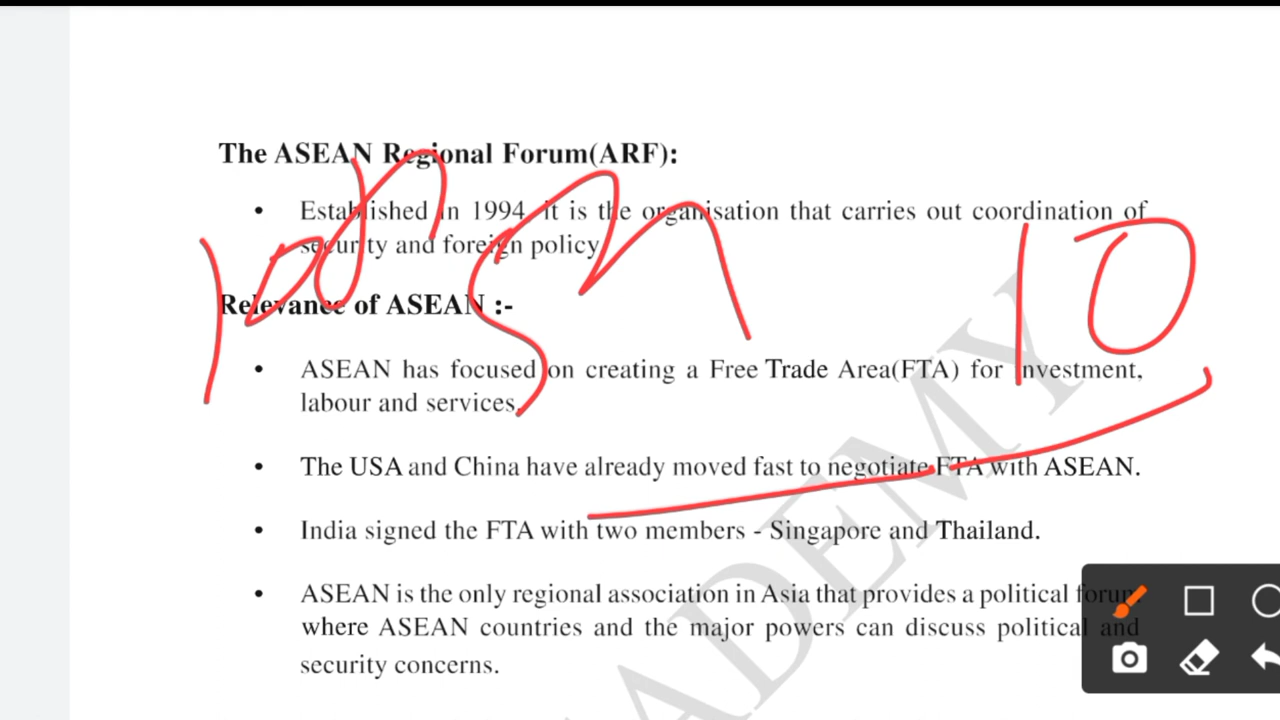 The ASEAN Regional Forum(ARF):
• Established in 1994, it is the organisation that carries out coordination of
security and foreign policy
Relevance of ASEAN :-
• ASEAN has focused on creating a Free Trade Area(FTA) for investment,
labour and services.
• The USA and China have already moved fast to negotiate FTA with ASEAN.
• India signed the FTA with two members - Singapore and Thailand.
• ASEAN is the only regional association in Asia that provides a political forum
where ASEAN countries and the major powers can discuss political and
security concerns.
10
ADEMY